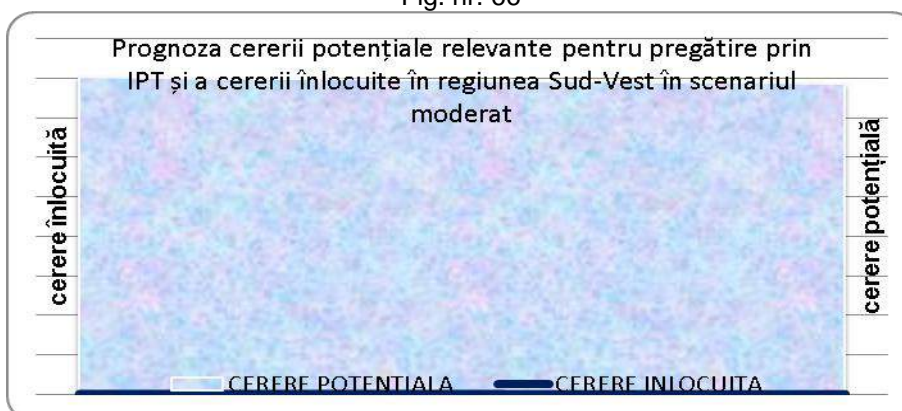 Prognoza cererii potențiale relevante pentru pregătire prin
IPT și a cererii înlocuite în regiunea Sud-Vest în scenariul
moderat
cerere înlocuită
cerere potențială
CERERE POTENTIALA
CERERE INLOCUITA